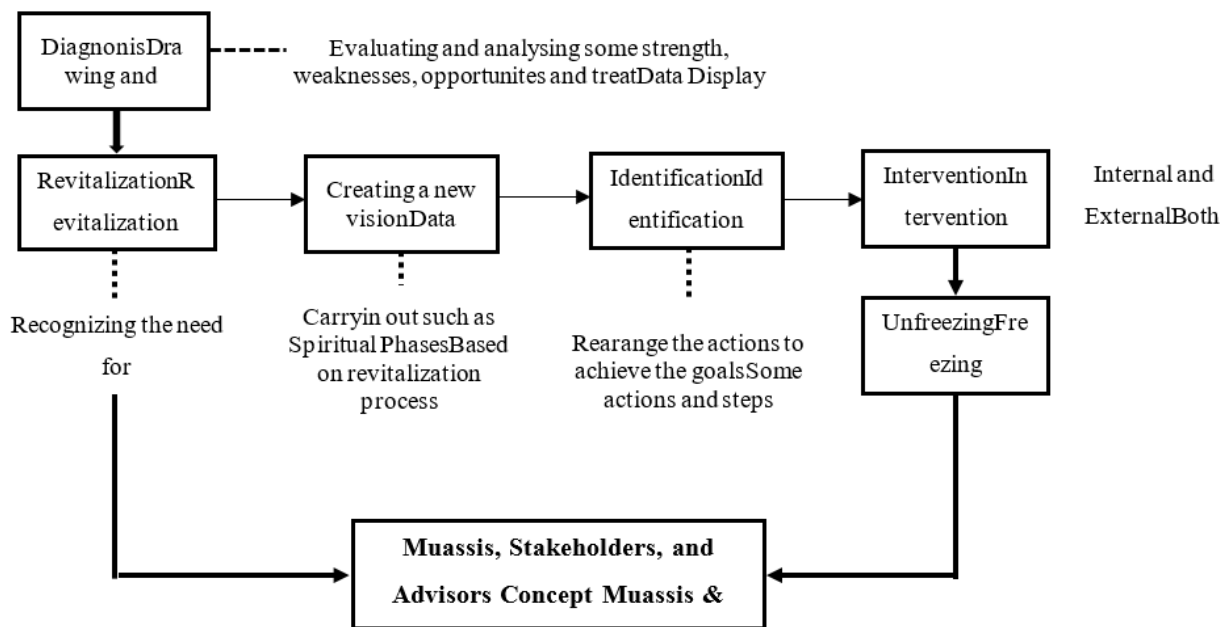 DiagnonisDra
wing and
Evaluating and analysing some strength,
weaknesses, opportunites and treatData Display
RevitalizationR
evitalization
Creating a new
visionData
IdentificationId
entification
InterventionIn
tervention
Internal and
ExternalBoth
Recognizing the need
for
Carryin out such as
Spiritual PhasesBased
on revitalization
process
Rearange the actions to
achieve the goalsSome
actions and steps
UnfreezingFre
ezing
Muassis, Stakeholders, and
Advisors Concept Muassis &